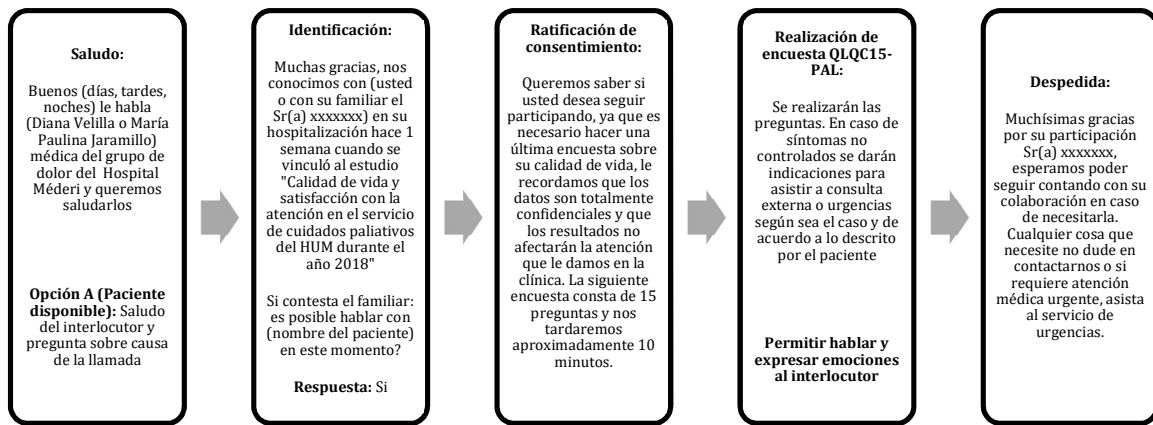 Saludo:
Buenos (días, tardes,
noches) le habla
(Diana Velilla o María
Paulina Jaramillo)
médica del grupo de
dolor del Hospital
Méderi y queremos
saludarlos
Opción A (Paciente
disponible): Saludo
del interlocutor y
pregunta sobre causa
de la llamada
Identificación:
Muchas gracias, nos
conocimos con (usted
o con su familiar el
Sr(a) xxxxxxx) en su
hospitalización hace 1
semana cuando se
vinculó al estudio
"Calidad de vida y
satisfacción con la
atención en el servicio
de cuidados paliativos
del HUM durante el
año 2018"
Si contesta el familiar:
es posible hablar con
(nombre del paciente)
en este momento?
Respuesta: Si
Ratificación de
consentimiento:
Queremos saber si
usted desea seguir
participando, ya que es
necesario hacer una
última encuesta sobre
su calidad de vida, le
recordamos que los
datos son totalmente
confidenciales y que
los resultados no
afectarán la atención
que le damos en la
clínica. La siguiente
encuesta consta de 15
preguntas y nos
tardaremos
aproximadamente 10
minutos.
Realización de
encuesta QLQC15-
PAL:
Se realizarán las
preguntas. En caso de
síntomas no
controlados se darán
indicaciones para
asistir a consulta
externa o urgencias
según sea el caso y de
acuerdo a lo descrito
por el paciente
Permitir hablar y
expresar emociones
al interlocutor
Despedida:
Muchísimas gracias
por su participación
Sr(a) xxxxxxx,
esperamos poder
seguir contando con su
colaboración en caso
de necesitarla.
Cualquier cosa que
necesite no dude en
contactarnos o si
requiere atención
médica urgente, asista
al servicio de
urgencias.